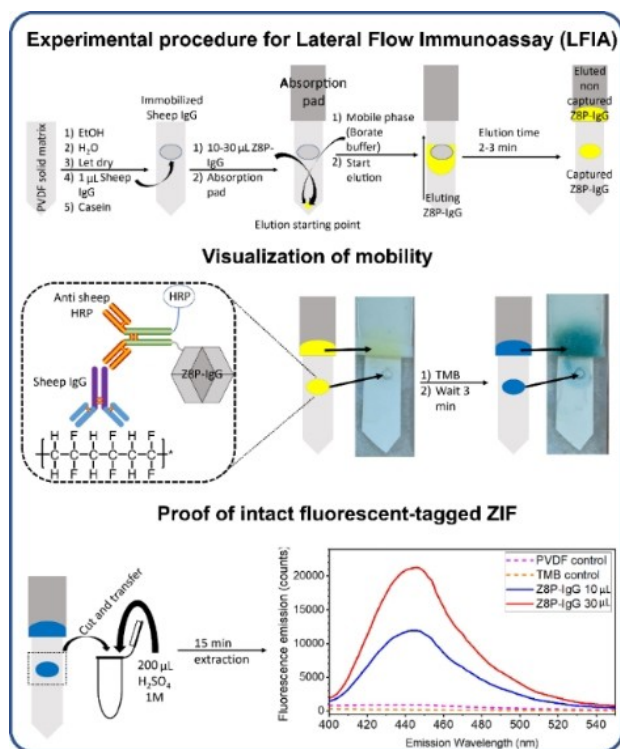 Experimental procedure for Lateral Flow Immunoassay (LFIA)
PVDF solid matrix
1) EtOH
2) H2O
3) Let dry
4) 1 µL Sheep
IgG
5) Casein
Immobilized
Sheep IgG
1) 10-30 µL Z8P-
IgG
2) Absorption
pad
Absorption
pad
Elution starting point
1) Mobile phase
(Borate
buffer)
2) Start
elution
Eluting Z8P-IgG
Elution time
2-3 min
Eluted
non
captured
Z8P-IgG
Captured
Z8P-IgG
Visualization of mobility
Anti sheep
HRP
HRP
Z8P-IgG
Sheep IgG
H F H F H F
C C C C C C *
H F H F H F
1) TMB
2) Wait 3
min
Proof of intact fluorescent-tagged ZIF
Cut and transfer
200 µL
H2SO4
1M
15 min
extraction
Fluorescence emission (counts)
20000
15000
10000
5000
0
PVDF control
TMB control
Z8P-IgG 10 µL
Z8P-IgG 30 µL
400 420 440 460 480 500 520 540
Emission Wavelength (nm)